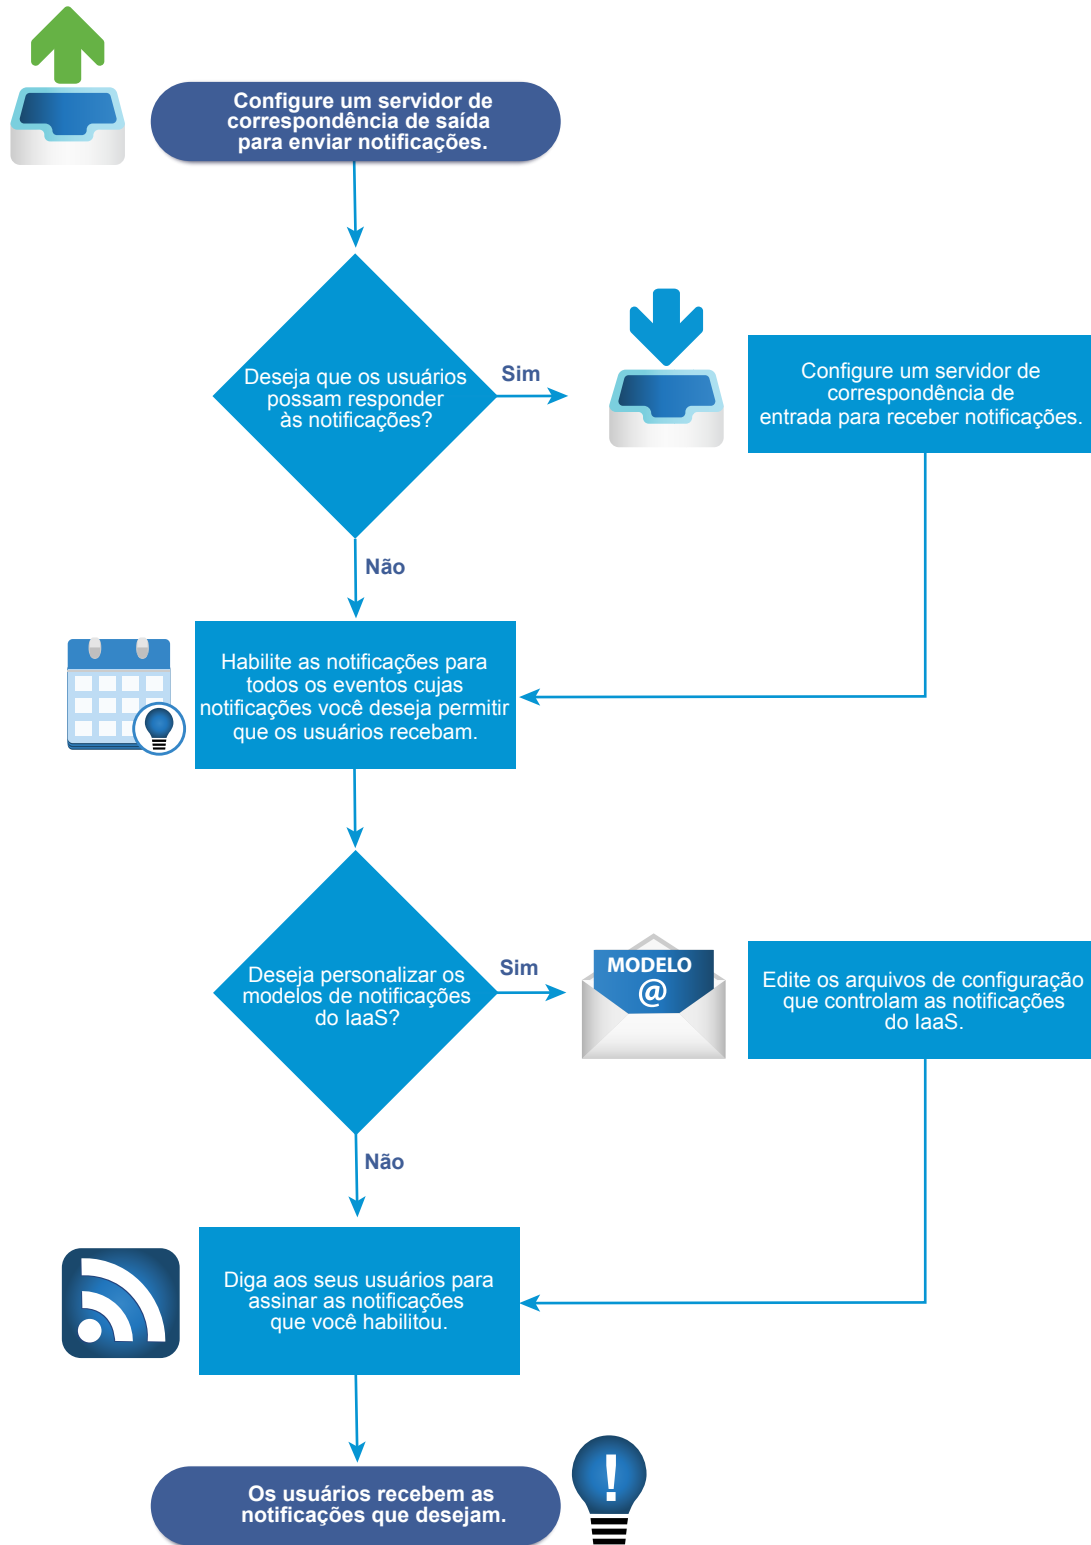 Configure um servidor de
correspondência de saída
para enviar notificações.
Deseja que os usuários
possam responder
às notificações?
Sim
Configure um servidor de
correspondência de
entrada para receber notificações.
Não
Habilite as notificações para
todos os eventos cujas
notificações você deseja permitir
que os usuários recebam.
Deseja personalizar os
modelos de notificações
do IaaS?
Sim
MODELO
@
Edite os arquivos de configuração
que controlam as notificações
do IaaS.
Não
Diga aos seus usuários para
assinar as notificações
que você habilitou.
Os usuários recebem as
notificações que desejam.
!